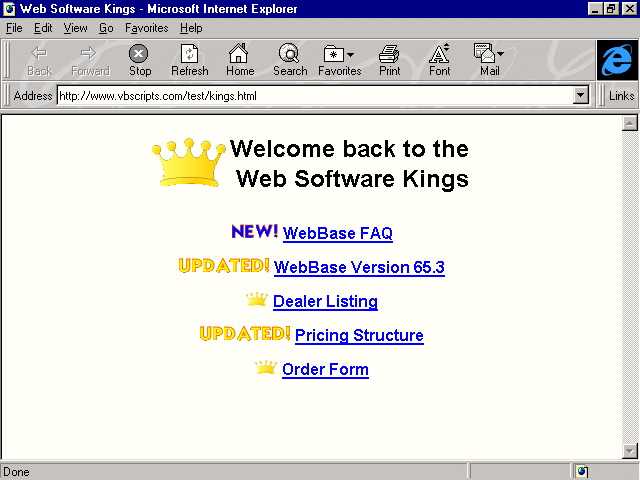 Web Software Kings - Microsoft Internet Explorer
File Edit View Go Favorites Help
Back Forward Stop Refresh Home Search Favorites Print Font Mail
Address http://www.vbscripts.com/test/kings.html Links
Welcome back to the
Web Software Kings
NEW! WebBase FAQ
UPDATED! WebBase Version 65.3
Dealer Listing
UPDATED! Pricing Structure
Order Form
Done